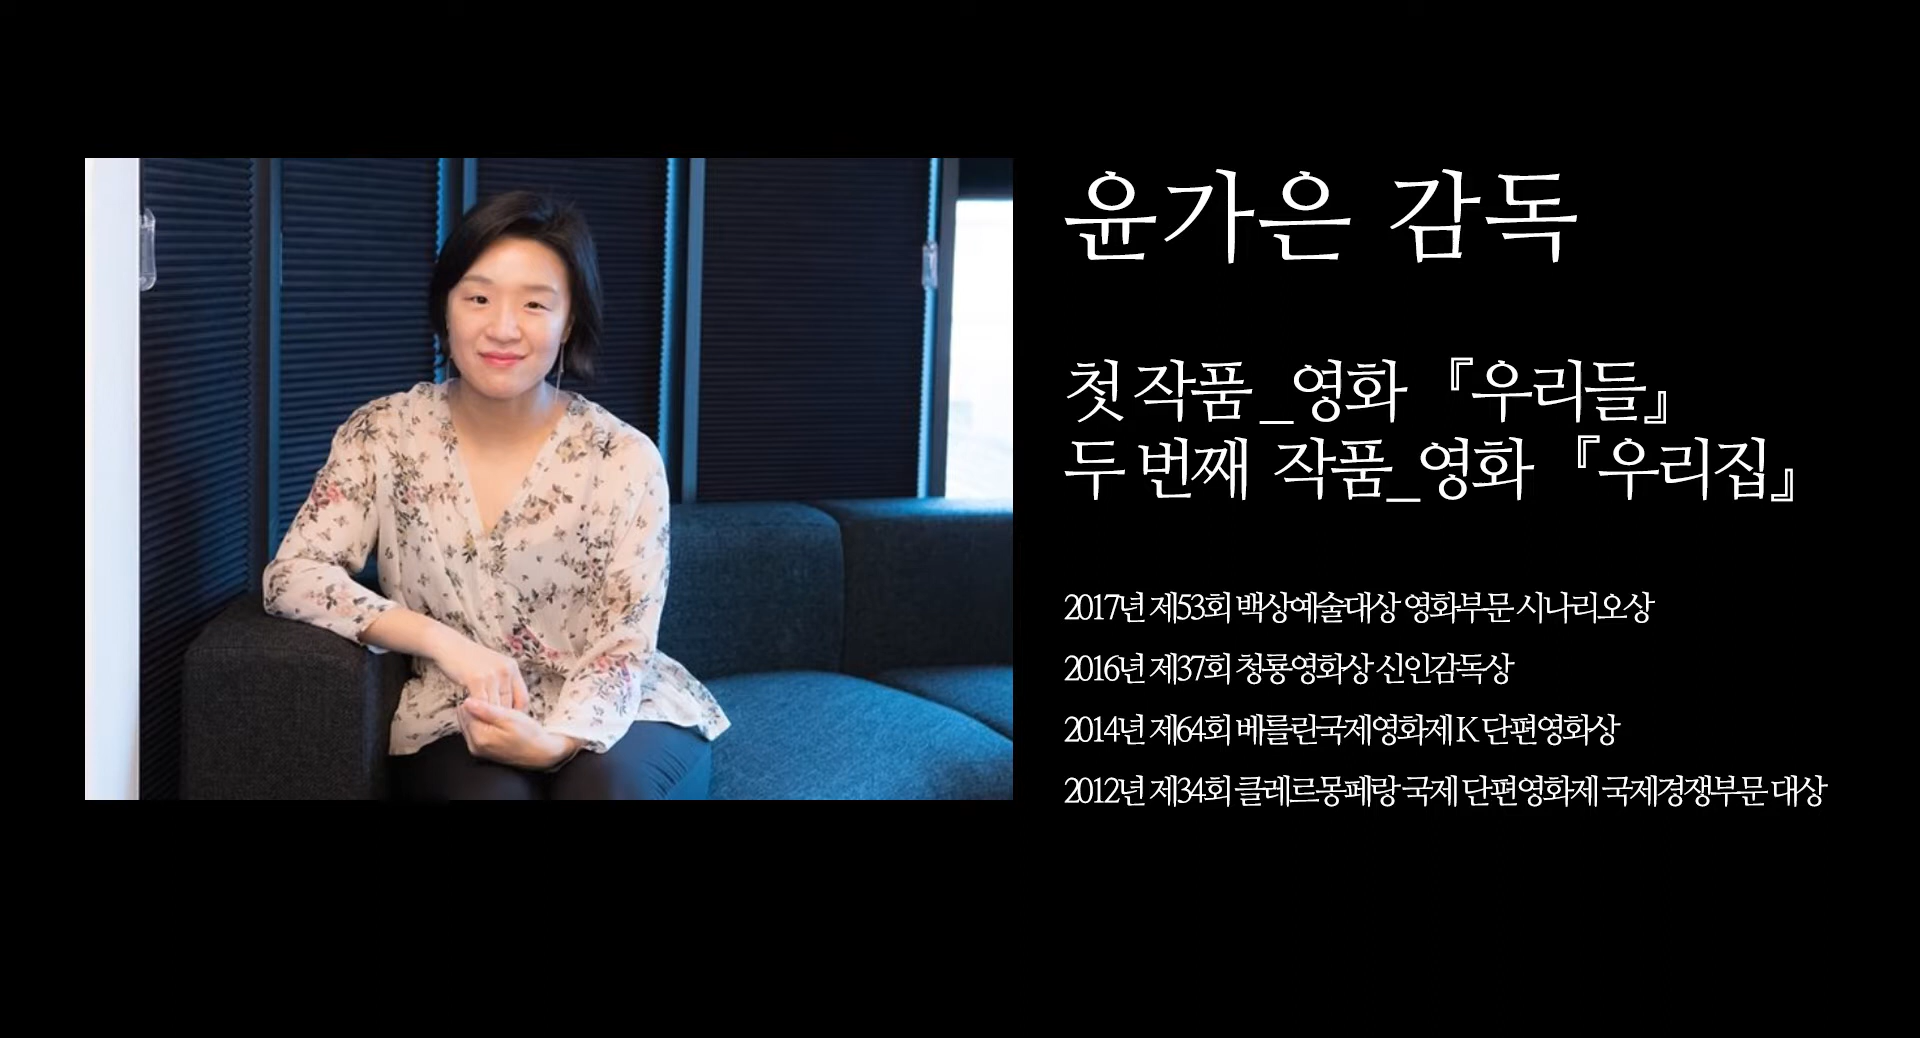 윤가은 감독
첫 작품 _영화 『우리들』
두 번째 작품_영화 『우리집』
2017년 제53회 백상예술대상 영화부문 시나리오상
2016년 제37회 청룡영화상 신인감독상
2014년 제64회 베를린국제영화제 K 단편영화상
2012년 제34회 클레르몽페랑 국제 단편영화제 국제경쟁부문 대상